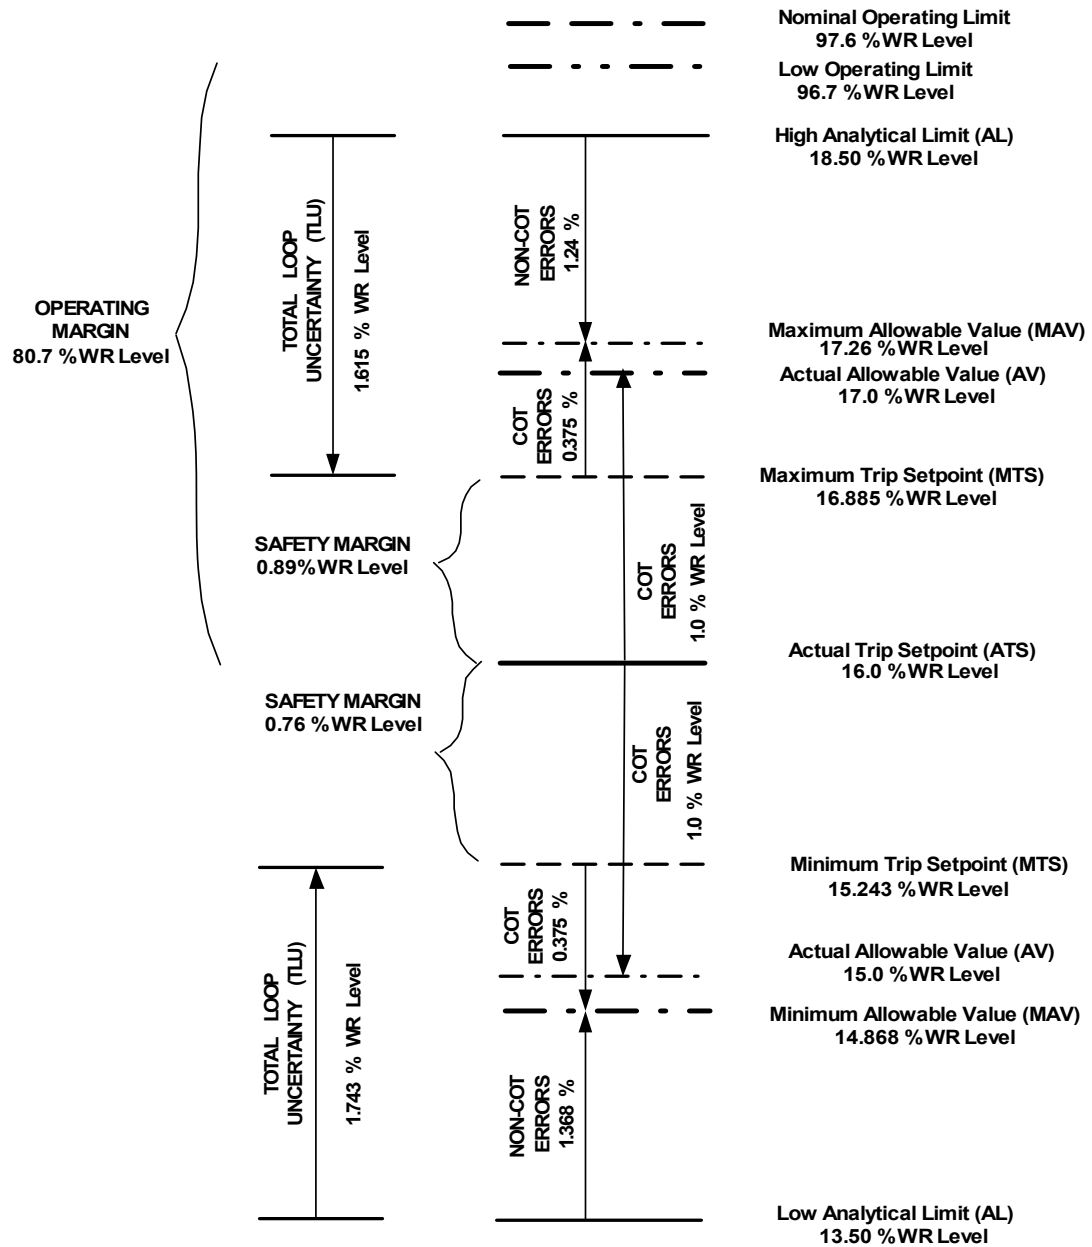 Nominal Operating Limit
97.6 %WR Level
Low Operating Limit
96.7 %WR Level
High Analytical Limit (AL)
18.50 %WR Level
TOTAL LOOP
UNCERTAINTY (TLU)
1.615 % WR Level
NON-COT
ERRORS
1.24 %
OPERATING
MARGIN
80.7 %WR Level
Maximum Allowable Value (MAV)
17.26 %WR Level
Actual Allowable Value (AV)
17.0 %WR Level
COT
ERRORS
0.375 %
Maximum Trip Setpoint (MTS)
16.885 %WR Level
SAFETY MARGIN
0.89%WR Level
COT
ERRORS
1.0 % WR Level
Actual Trip Setpoint (ATS)
16.0 %WR Level
SAFETY MARGIN
0.76 %WR Level
COT
ERRORS
1.0 % WR Level
Minimum Trip Setpoint (MTS)
15.243 %WR Level
COT
ERRORS
0.375 %
Actual Allowable Value (AV)
15.0 %WR Level
Minimum Allowable Value (MAV)
14.868 %WR Level
TOTAL LOOP
UNCERTAINTY (TLU)
1.743 % WR Level
NON-COT
ERRORS
1.368 %
Low Analytical Limit (AL)
13.50 %WR Level